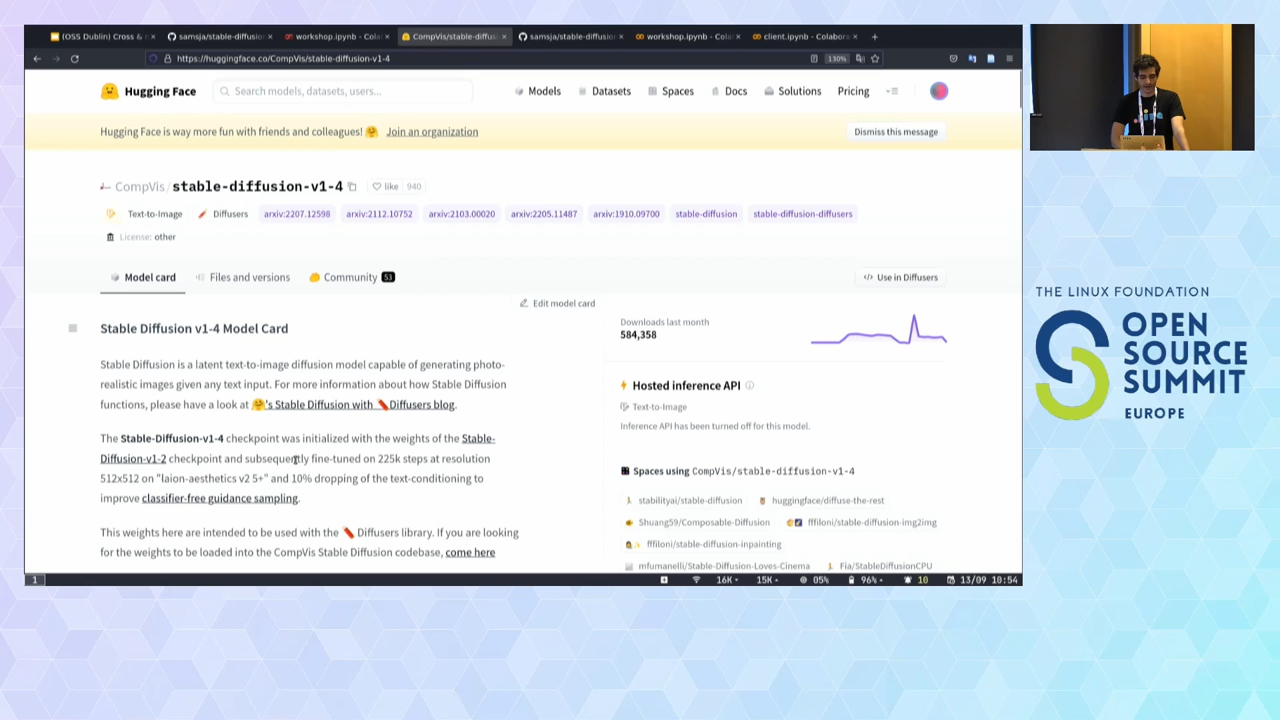 (OSS Dublin) Cross &
samsja/stable-diffusion
workshop.ipynb - Cola
CompVis/stable-diffus
samsja/stable-diffusion
workshop.ipynb - Cola
client.ipynb - Colabora
https://huggingface.co/CompVis/stable-diffusion-v1-4
130%
Hugging Face
Search models, datasets, users...
Models
Datasets
Spaces
Docs
Solutions
Pricing
Hugging Face is way more fun with friends and colleagues! 🤗 Join an organization
Dismiss this message
CompVis/stable-diffusion-v1-4
like 940
Text-to-Image
Diffusers
arxiv:2207.12598
arxiv:2112.10752
arxiv:2103.00020
arxiv:2205.11487
arxiv:1910.09700
stable-diffusion
stable-diffusion-diffusers
License: other
Model card
Files and versions
Community 53
Use in Diffusers
Edit model card
Stable Diffusion v1-4 Model Card
Stable Diffusion is a latent text-to-image diffusion model capable of generating photo-
realistic images given any text input. For more information about how Stable Diffusion
functions, please have a look at 🤗's Stable Diffusion with Diffusers blog.
The Stable-Diffusion-v1-4 checkpoint was initialized with the weights of the Stable-
Diffusion-v1-2 checkpoint and subsequently fine-tuned on 225k steps at resolution
512x512 on "laion-aesthetics v2 5+" and 10% dropping of the text-conditioning to
improve classifier-free guidance sampling.
This weights here are intended to be used with the Diffusers library. If you are looking
for the weights to be loaded into the CompVis Stable Diffusion codebase, come here
Downloads last month
584,358
Hosted inference API
Text-to-Image
Inference API has been turned off for this model.
Spaces using CompVis/stable-diffusion-v1-4
stabilityai/stable-diffusion
huggingface/diffuse-the-rest
Shuang59/Composable-Diffusion
fffiloni/stable-diffusion-img2img
fffiloni/stable-diffusion-inpainting
mfumanelli/Stable-Diffusion-Loves-Cinema
Fia/StableDiffusionCPU
1
16K
15K
05%
96%
10
13/09 10:54
THE LINUX FOUNDATION
OPEN
SOURCE
SUMMIT
EUROPE